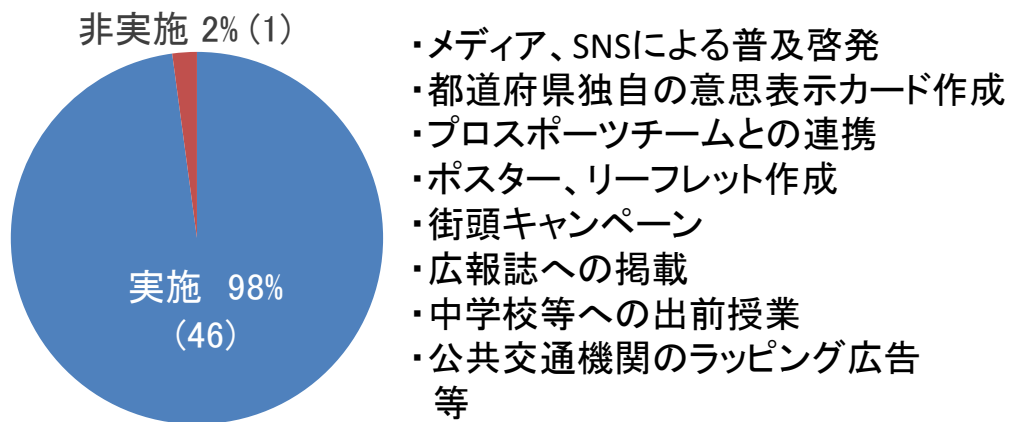 非実施 2%(1)
実施 98%
(46)
・メディア、SNSによる普及啓発
・都道府県独自の意思表示カード作成
・プロスポーツチームとの連携
・ポスター、リーフレット作成
・街頭キャンペーン
・広報誌への掲載
・中学校等への出前授業
・公共交通機関のラッピング広告
等